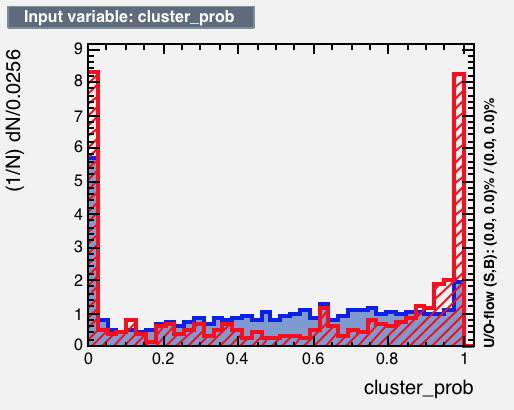 Input variable: cluster_prob
(1/N) dN/0.0256
9
8
7
6
5
4
3
2
1
0
0 0.2 0.4 0.6 0.8 1
cluster_prob
U/O-flow (S,B): (0.0, 0.0)% / (0.0, 0.0)%